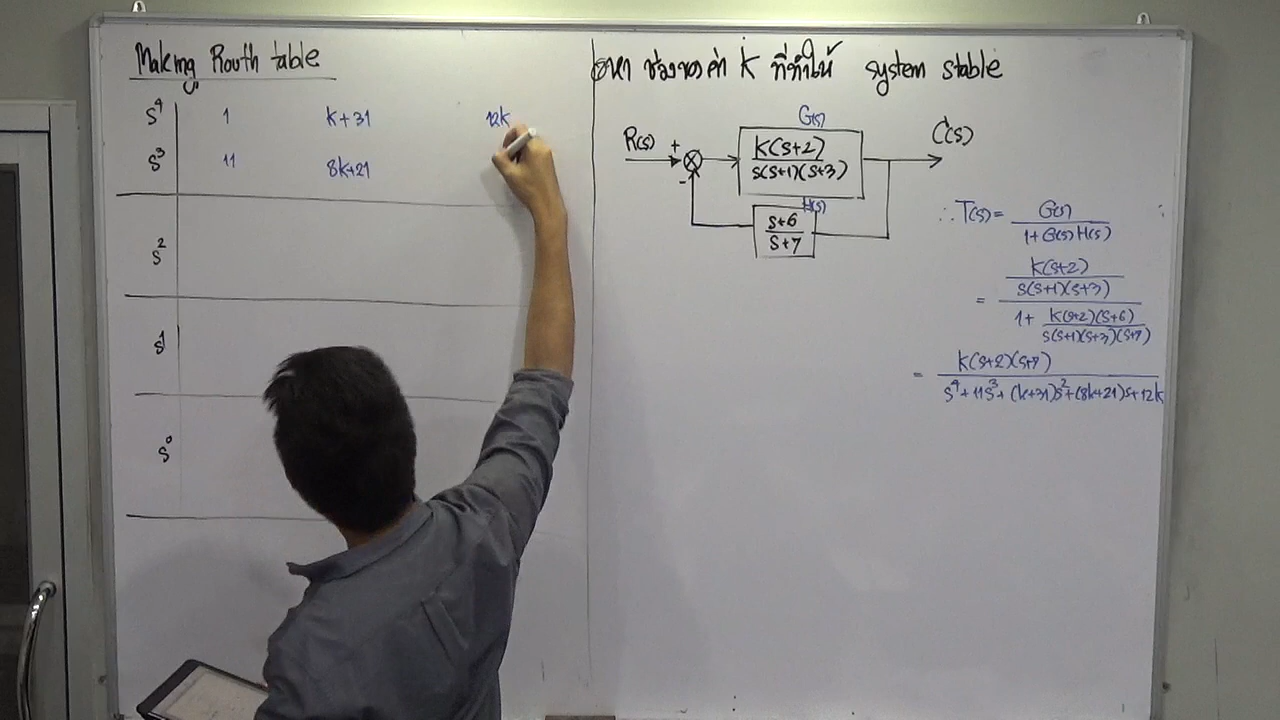 Making Routh table
S⁴ 1 k+31 12k
S³ 11 8k+21
S²
S¹
S⁰
หา ช่วงของค่า k ที่ทำให้ system stable
G(s)
R(s) + C(s)
K(s+2)
s(s+1)(s+3)
-
H(s)
s+6
s+7
∴ T(s) = G(s)
1+G(s)H(s)
K(s+2)
s(s+1)(s+3)
=
1+ K(s+2)(s+6)
s(s+1)(s+3)(s+7)
= K(s+2)(s+7)
s⁴+11s³+(k+31)s²+(8k+21)s+12k